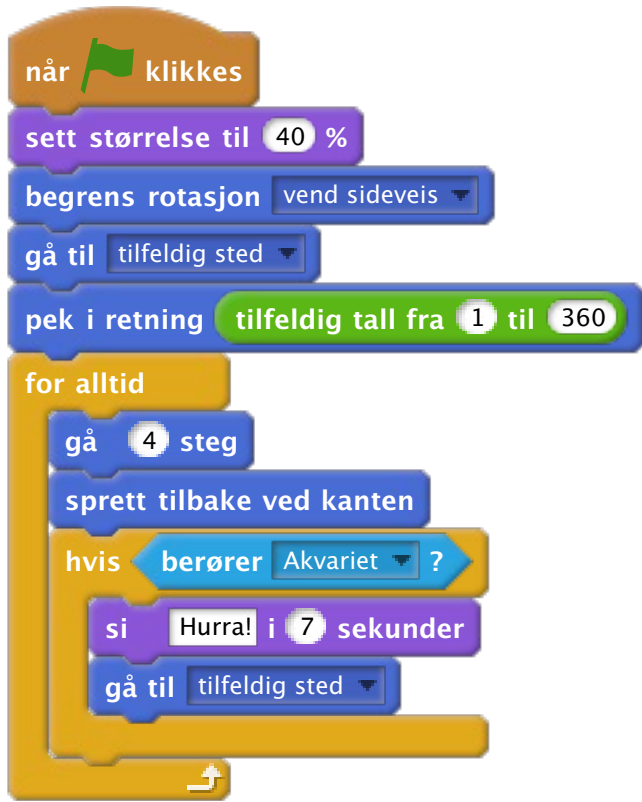 når klikkes
sett størrelse til 40 %
begrens rotasjon vend sideveis
gå til tilfeldig sted
pek i retning tilfeldig tall fra 1 til 360
for alltid
gå 4 steg
sprett tilbake ved kanten
hvis berører Akvariet ?
si Hurra! i 7 sekunder
gå til tilfeldig sted